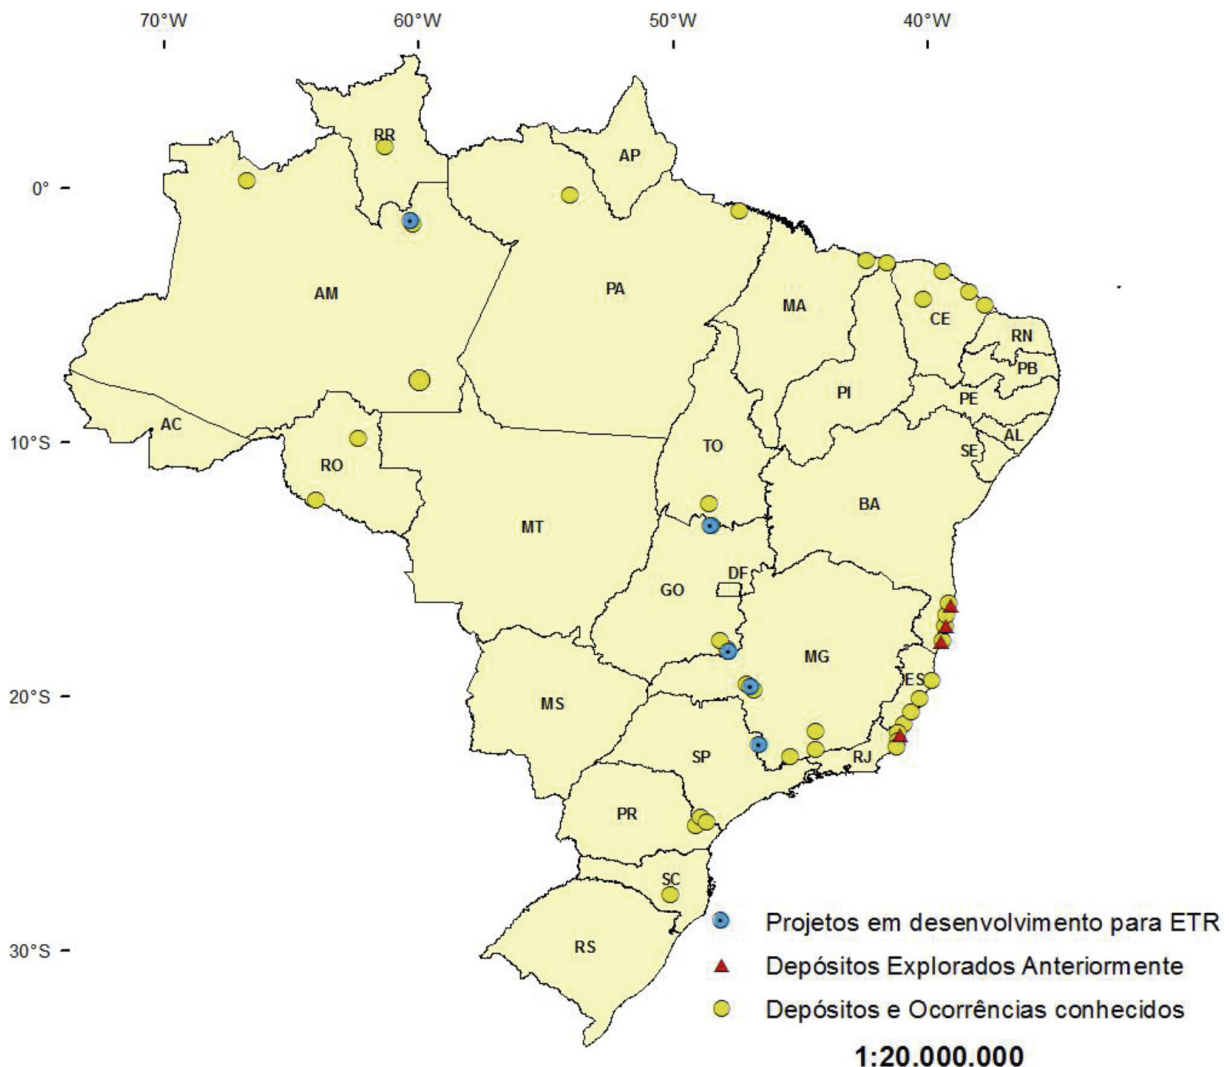 70°W 60°W 50°W 40°W
RR
AP
0°
AM PA MA
CE
RN
PB
PI PE
AC
AL
10°S
TO SE
RO
BA
MT
DF
GO
MG
ES
20°S
MS
SP RJ
PR
SC
Projetos em desenvolvimento para ETR
30°S
RS
Depósitos Explorados Anteriormente
Depósitos e Ocorrências conhecidos
1:20.000.000